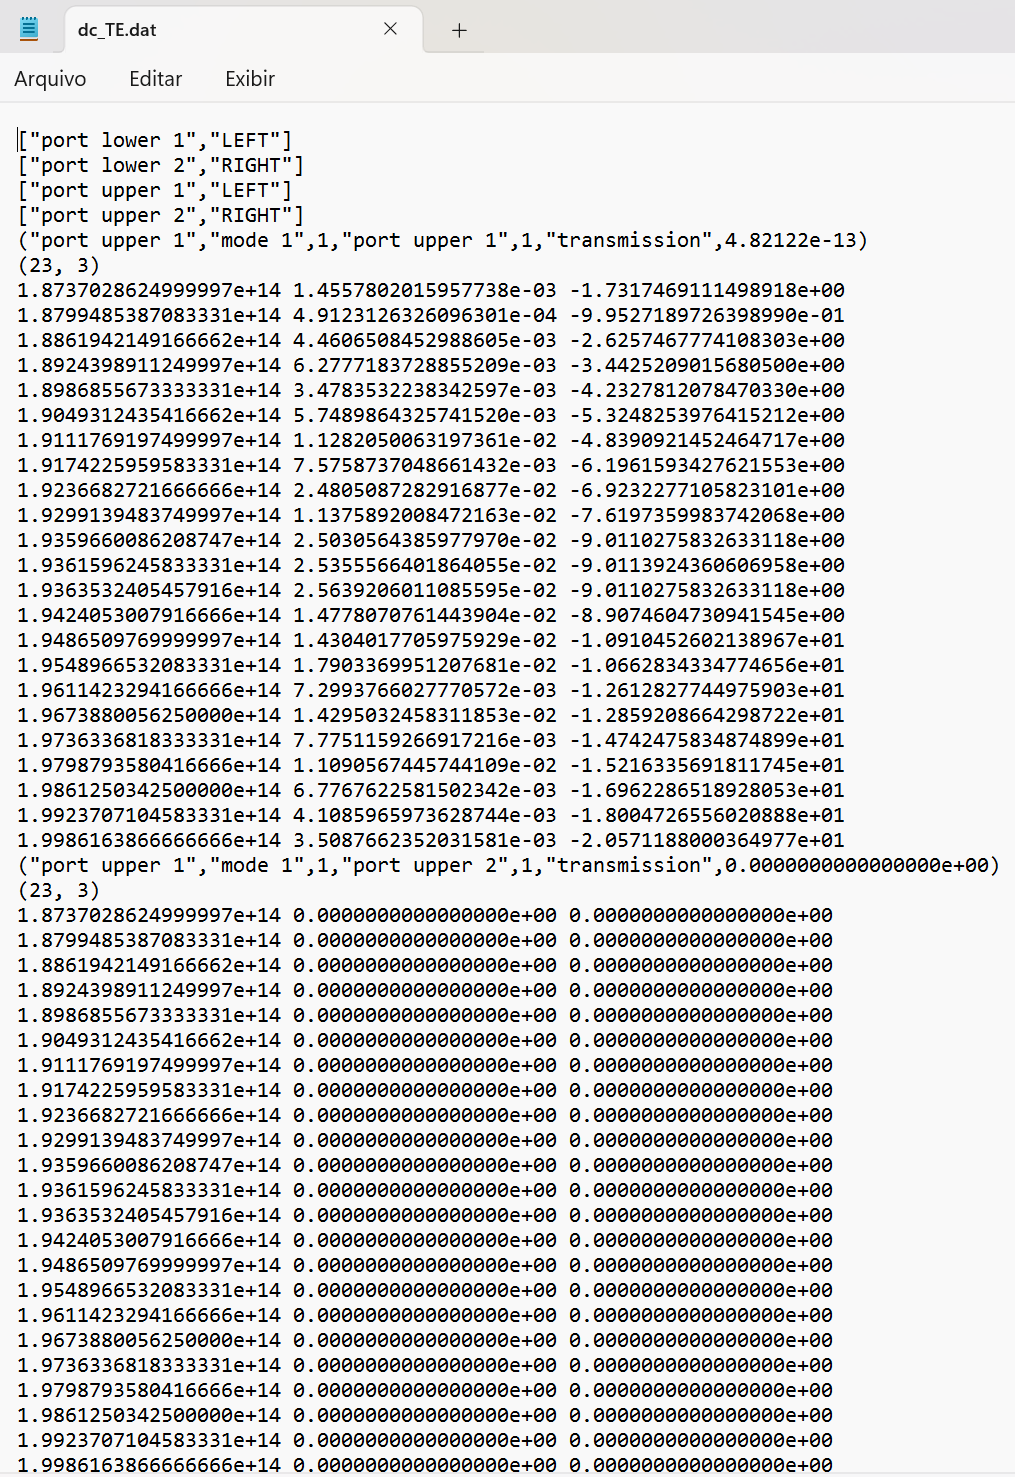 dc_TE.dat
Arquivo Editar Exibir
["port lower 1","LEFT"]
["port lower 2","RIGHT"]
["port upper 1","LEFT"]
["port upper 2","RIGHT"]
("port upper 1","mode 1",1,"port upper 1",1,"transmission",4.82122e-13)
(23, 3)
1.8737028624999997e+14 1.4557802015957738e-03 -1.7317469111498918e+00
1.8799485387083331e+14 4.9123126326096301e-04 -9.9527189726398990e-01
1.8861942149166662e+14 4.4606508452988605e-03 -2.6257467774108303e+00
1.8924398911249997e+14 6.2777183728855209e-03 -3.4425209015680500e+00
1.8986855673333331e+14 3.4783532238342597e-03 -4.2327812078470330e+00
1.9049312435416662e+14 5.7489864325741520e-03 -5.3248253976415212e+00
1.9111769197499997e+14 1.1282050063197361e-02 -4.8390921452464717e+00
1.9174225959583331e+14 7.5758737048661432e-03 -6.1961593427621553e+00
1.9236682721666666e+14 2.4805087282916877e-02 -6.9232277105823101e+00
1.9299139483749997e+14 1.1375892008472163e-02 -7.6197359983742068e+00
1.9359660086208747e+14 2.5030564385977970e-02 -9.0110275832633118e+00
1.9361596245833331e+14 2.5355566401864055e-02 -9.0113924360606958e+00
1.9363532405457916e+14 2.5639206011085595e-02 -9.0110275832633118e+00
1.9424053007916666e+14 1.4778070761443904e-02 -8.9074604730941545e+00
1.9486509769999997e+14 1.4304017705975929e-02 -1.0910452602138967e+01
1.9548966532083331e+14 1.7903369951207681e-02 -1.0662834334774656e+01
1.9611423294166666e+14 7.2993766027770572e-03 -1.2612827744975903e+01
1.9673880056250000e+14 1.4295032458311853e-02 -1.2859208664298722e+01
1.9736336818333331e+14 7.7751159266917216e-03 -1.4742475834874899e+01
1.9798793580416666e+14 1.1090567445744109e-02 -1.5216335691811745e+01
1.9861250342500000e+14 6.7767622581502342e-03 -1.6962286518928053e+01
1.9923707104583331e+14 4.1085965973628744e-03 -1.8004726556020888e+01
1.9986163866666666e+14 3.5087662352031581e-03 -2.0571188000364977e+01
("port upper 1","mode 1",1,"port upper 2",1,"transmission",0.0000000000000000e+00)
(23, 3)
1.8737028624999997e+14 0.0000000000000000e+00 0.0000000000000000e+00
1.8799485387083331e+14 0.0000000000000000e+00 0.0000000000000000e+00
1.8861942149166662e+14 0.0000000000000000e+00 0.0000000000000000e+00
1.8924398911249997e+14 0.0000000000000000e+00 0.0000000000000000e+00
1.8986855673333331e+14 0.0000000000000000e+00 0.0000000000000000e+00
1.9049312435416662e+14 0.0000000000000000e+00 0.0000000000000000e+00
1.9111769197499997e+14 0.0000000000000000e+00 0.0000000000000000e+00
1.9174225959583331e+14 0.0000000000000000e+00 0.0000000000000000e+00
1.9236682721666666e+14 0.0000000000000000e+00 0.0000000000000000e+00
1.9299139483749997e+14 0.0000000000000000e+00 0.0000000000000000e+00
1.9359660086208747e+14 0.0000000000000000e+00 0.0000000000000000e+00
1.9361596245833331e+14 0.0000000000000000e+00 0.0000000000000000e+00
1.9363532405457916e+14 0.0000000000000000e+00 0.0000000000000000e+00
1.9424053007916666e+14 0.0000000000000000e+00 0.0000000000000000e+00
1.9486509769999997e+14 0.0000000000000000e+00 0.0000000000000000e+00
1.9548966532083331e+14 0.0000000000000000e+00 0.0000000000000000e+00
1.9611423294166666e+14 0.0000000000000000e+00 0.0000000000000000e+00
1.9673880056250000e+14 0.0000000000000000e+00 0.0000000000000000e+00
1.9736336818333331e+14 0.0000000000000000e+00 0.0000000000000000e+00
1.9798793580416666e+14 0.0000000000000000e+00 0.0000000000000000e+00
1.9861250342500000e+14 0.0000000000000000e+00 0.0000000000000000e+00
1.9923707104583331e+14 0.0000000000000000e+00 0.0000000000000000e+00
1.9986163866666666e+14 0.0000000000000000e+00 0.0000000000000000e+00